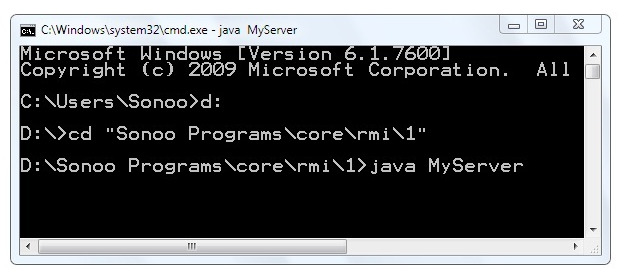 C:\Windows\system32\cmd.exe - java  MyServer
Microsoft Windows [Version 6.1.7600]
Copyright (c) 2009 Microsoft Corporation.  All
C:\Users\Sonoo>d:
D:\>cd "Sonoo Programs\core\rmi\1"
D:\Sonoo Programs\core\rmi\1>java MyServer